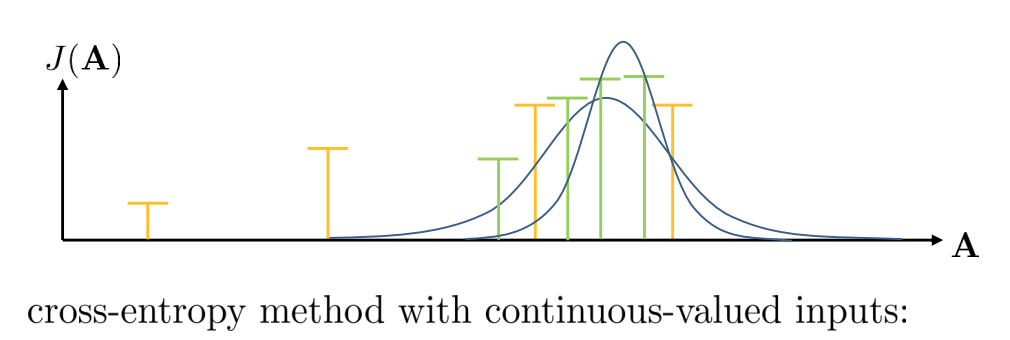 J(A)
A
cross-entropy method with continuous-valued inputs: